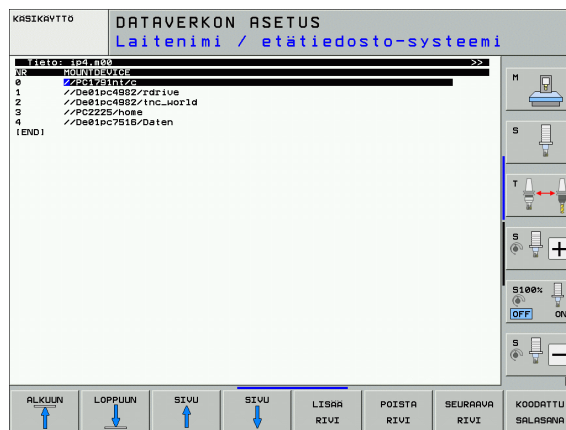 KÄSIKÄYTTÖ
DATAVERKON ASETUS
Laitenimi / etätiedosto-systeemi
Tieto: ip4.m00 >>
NR MOUNTDEVICE
0 //PC1791nt/c
1 //De01pc4982/rdrive
2 //De01pc4982/tnc_world
3 //PC2225/home
4 //De01pc7516/Daten
[END]
M
S
T
S
+
S100%
OFF ON
S
-
ALKUUN
LOPPUUN
SIVU
SIVU
LISÄÄ
RIVI
POISTA
RIVI
SEURAAVA
RIVI
KOODATTU
SALASANA